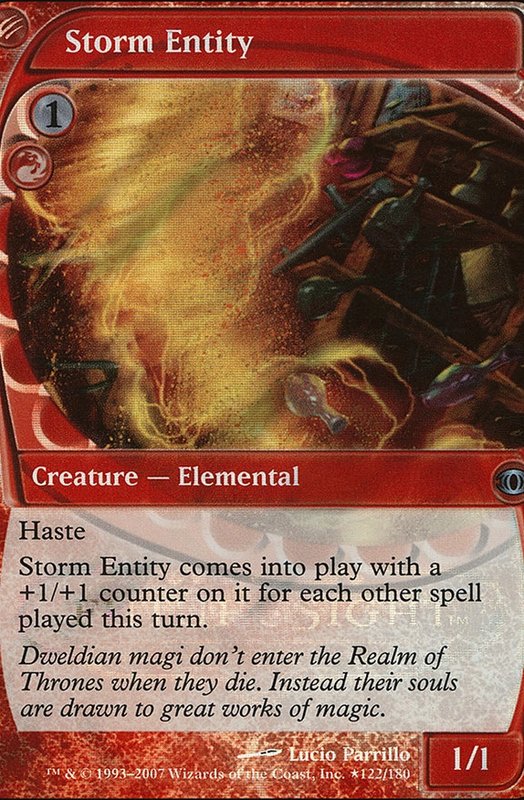 Storm Entity
1
Creature — Elemental
Haste
Storm Entity comes into play with a
+1/+1 counter on it for each other spell
played this turn.
Dweldian magi don't enter the Realm of
Thrones when they die. Instead their souls
are drawn to great works of magic.
Lucio Parrillo
1/1
™ & © 1993–2007 Wizards of the Coast, Inc. ★122/180